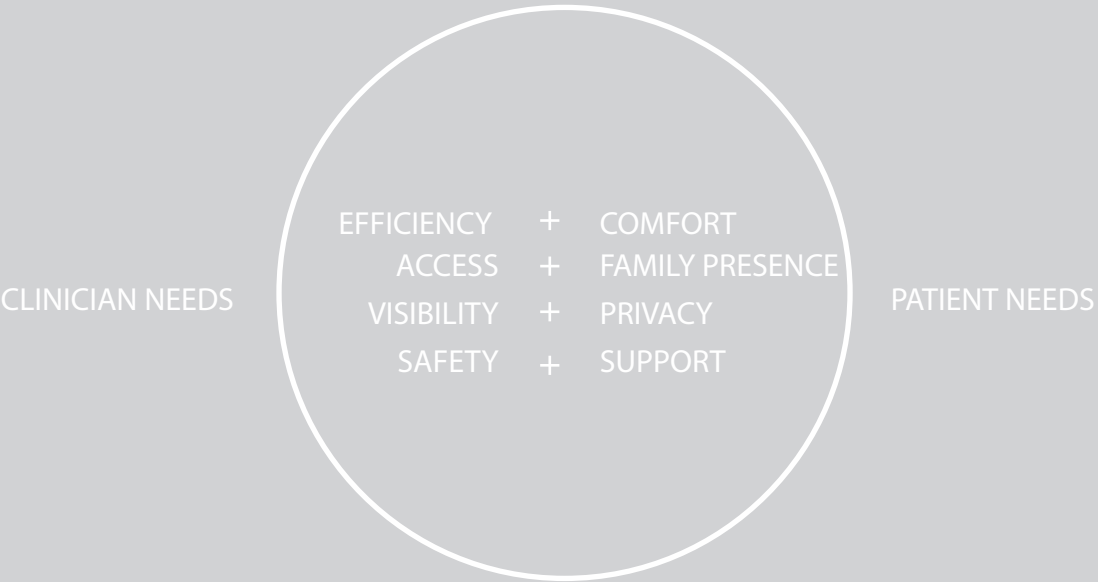 EFFICIENCY + COMFORT
ACCESS + FAMILY PRESENCE
CLINICIAN NEEDS
PATIENT NEEDS
VISIBILITY + PRIVACY
SAFETY + SUPPORT